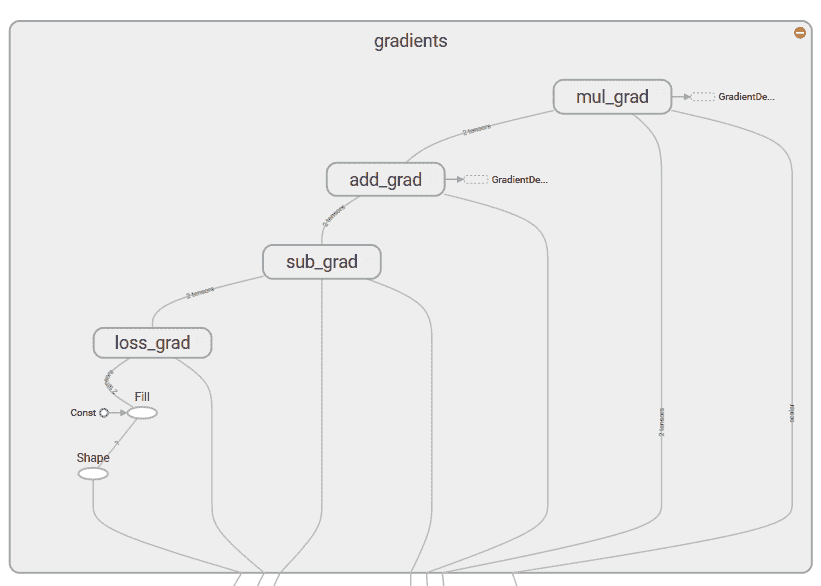 gradients
mul_grad
GradientDe...
2 tensors
add_grad
GradientDe...
2 tensors
sub_grad
2 tensors
loss_grad
Fill
Const
Shape
2 tensors
scalar